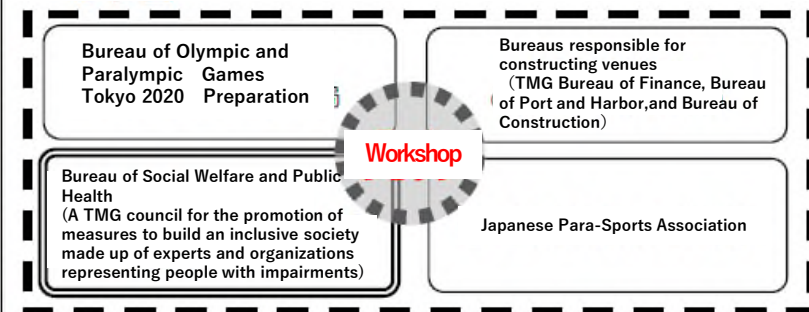 Bureau of Olympic and
Paralympic Games
Tokyo 2020 Preparation
Bureaus responsible for
constructing venues
（TMG Bureau of Finance, Bureau
of Port and Harbor,and Bureau of
Construction）
Workshop
Bureau of Social Welfare and Public
Health
(A TMG council for the promotion of
measures to build an inclusive society
made up of experts and organizations
representing people with impairments)
Japanese Para-Sports Association